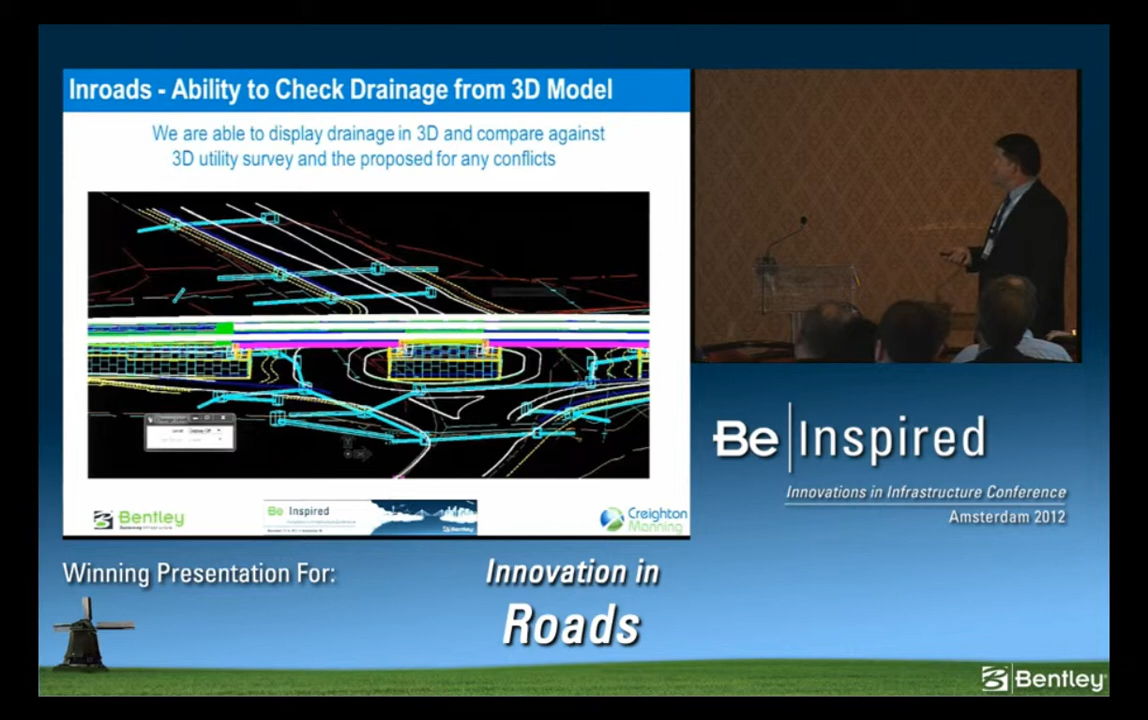 Inroads - Ability to Check Drainage from 3D Model
We are able to display drainage in 3D and compare against
3D utility survey and the proposed for any conflicts
Bentley
Be Inspired
Bentley
Creighton
Manning
Be Inspired
Innovations in Infrastructure Conference
Amsterdam 2012
Winning Presentation For:
Innovation in
Roads
Bentley